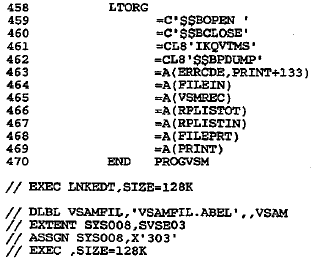 458 LTORG
459 =C'$$BOPEN '
460 =C'$$BCLOSE'
461 =CL8'IKQVTMS'
462 =CL8'$$BPDUMP'
463 =A(ERRCDE,PRINT+133)
464 =A(FILEIN)
465 =A(VSMREC)
466 =A(RPLISTOT)
467 =A(RPLISTIN)
468 =A(FILEPRT)
469 =A(PRINT)
470 END PROGVSM
// EXEC LNKEDT,SIZE=128K
// DLBL VSAMFIL,'VSAMFIL.ABEL',,VSAM
// EXTENT SYS008,SVSE03
// ASSGN SYS008,X'303'
// EXEC ,SIZE=128K